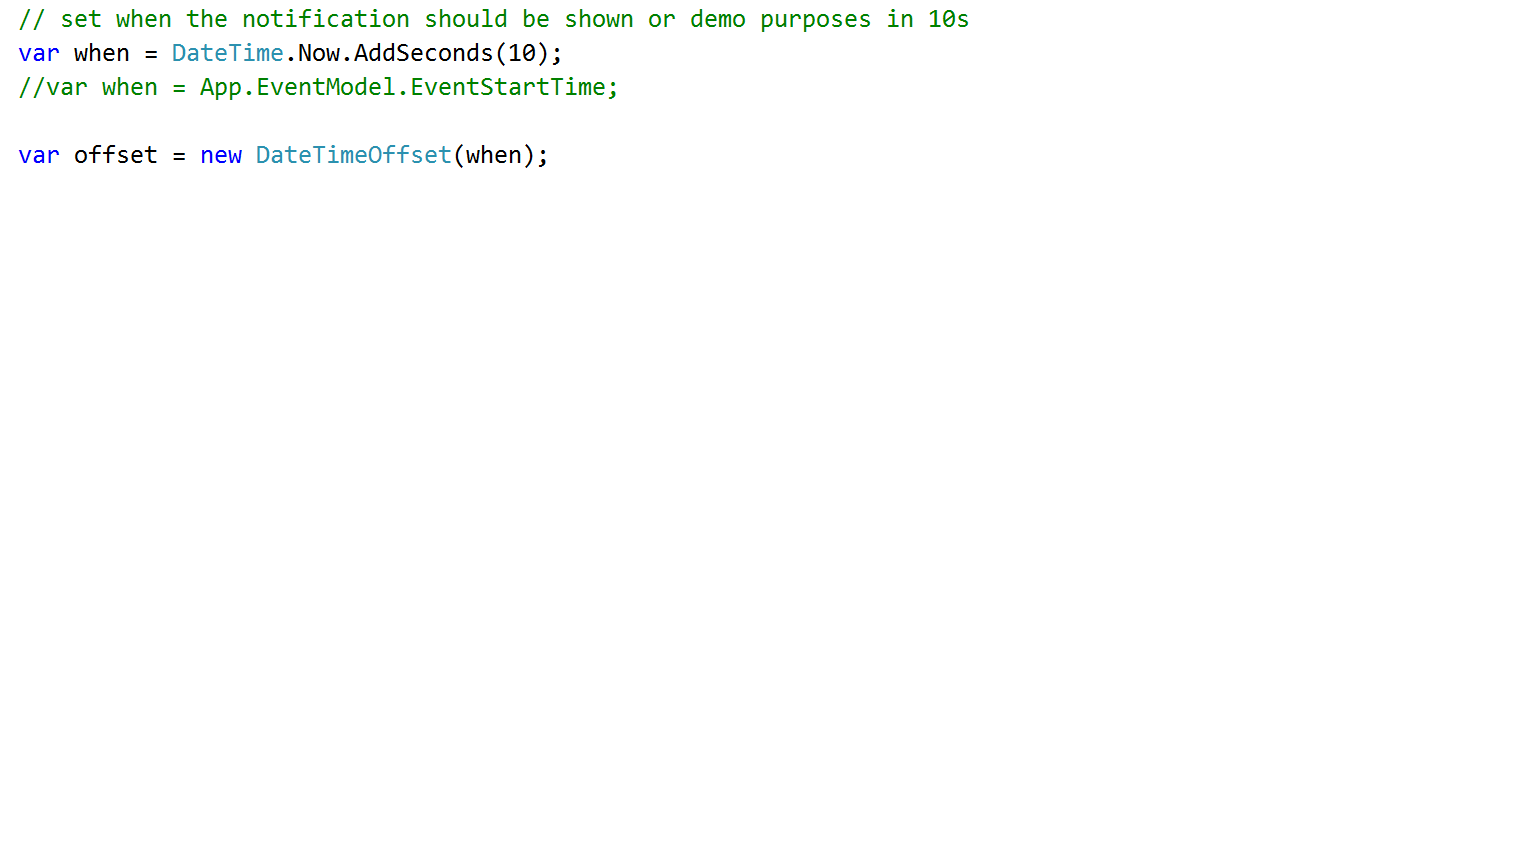 // set when the notification should be shown or demo purposes in 10s
var when = DateTime.Now.AddSeconds(10);
//var when = App.EventModel.EventStartTime;
var offset = new DateTimeOffset(when);